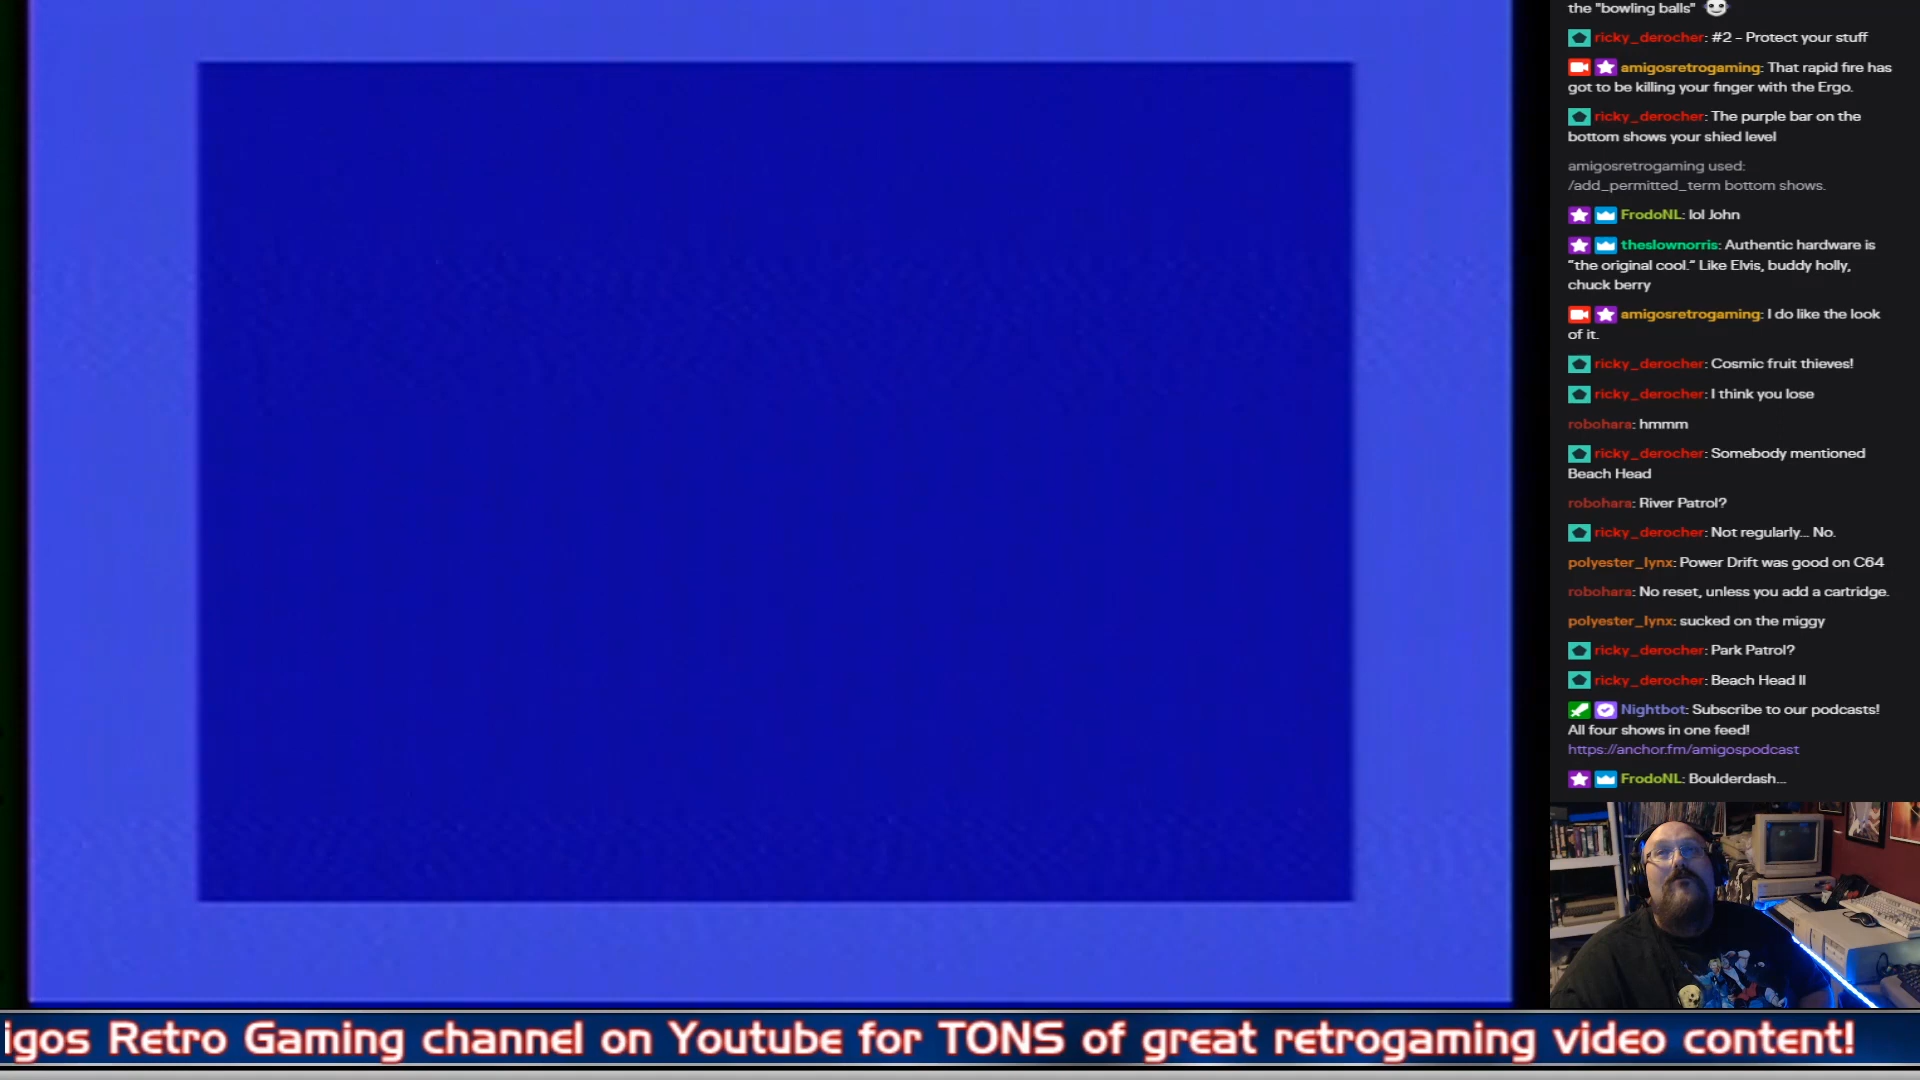 the "bowling balls"
ricky_derocher: #2 - Protect your stuff
amigosretrogaming: That rapid fire has
got to be killing your finger with the Ergo.
ricky_derocher: The purple bar on the
bottom shows your shied level
amigosretrogaming used:
/add_permitted_term bottom shows.
FrodoNL: lol John
theslownorris: Authentic hardware is
"the original cool." Like Elvis, buddy holly,
chuck berry
amigosretrogaming: I do like the look
of it.
ricky_derocher: Cosmic fruit thieves!
ricky_derocher: I think you lose
robohara: hmmm
ricky_derocher: Somebody mentioned
Beach Head
robohara: River Patrol?
ricky_derocher: Not regularly... No.
polyester_lynx: Power Drift was good on C64
robohara: No reset, unless you add a cartridge.
polyester_lynx: sucked on the miggy
ricky_derocher: Park Patrol?
ricky_derocher: Beach Head II
Nightbot: Subscribe to our podcasts!
All four shows in one feed!
https://anchor.fm/amigospodcast
FrodoNL: Boulderdash...
igos Retro Gaming channel on Youtube for TONS of great retrogaming video content!